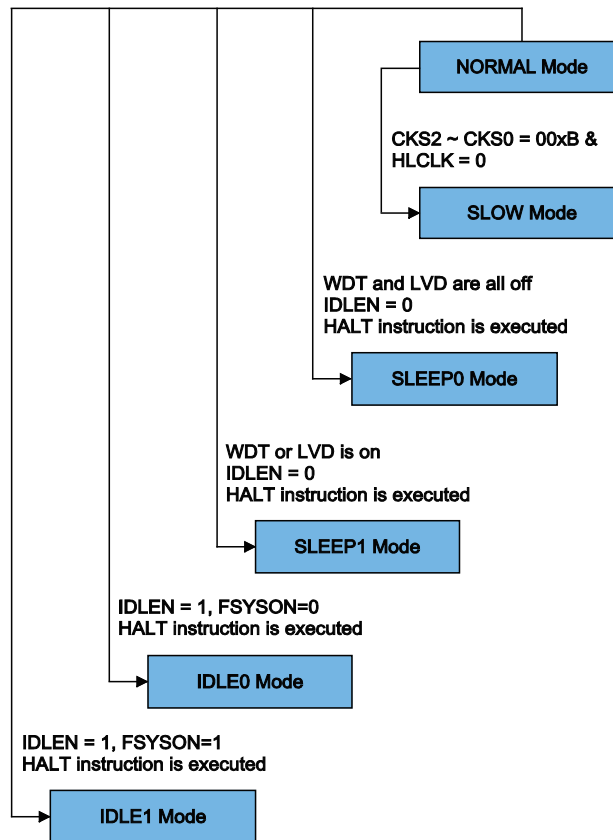 NORMAL Mode
CKS2 ~ CKS0 = 00xB &
HLCLK = 0
SLOW Mode
WDT and LVD are all off
IDLEN = 0
HALT instruction is executed
SLEEP0 Mode
WDT or LVD is on
IDLEN = 0
HALT instruction is executed
SLEEP1 Mode
IDLEN = 1, FSYSON=0
HALT instruction is executed
IDLE0 Mode
IDLEN = 1, FSYSON=1
HALT instruction is executed
IDLE1 Mode